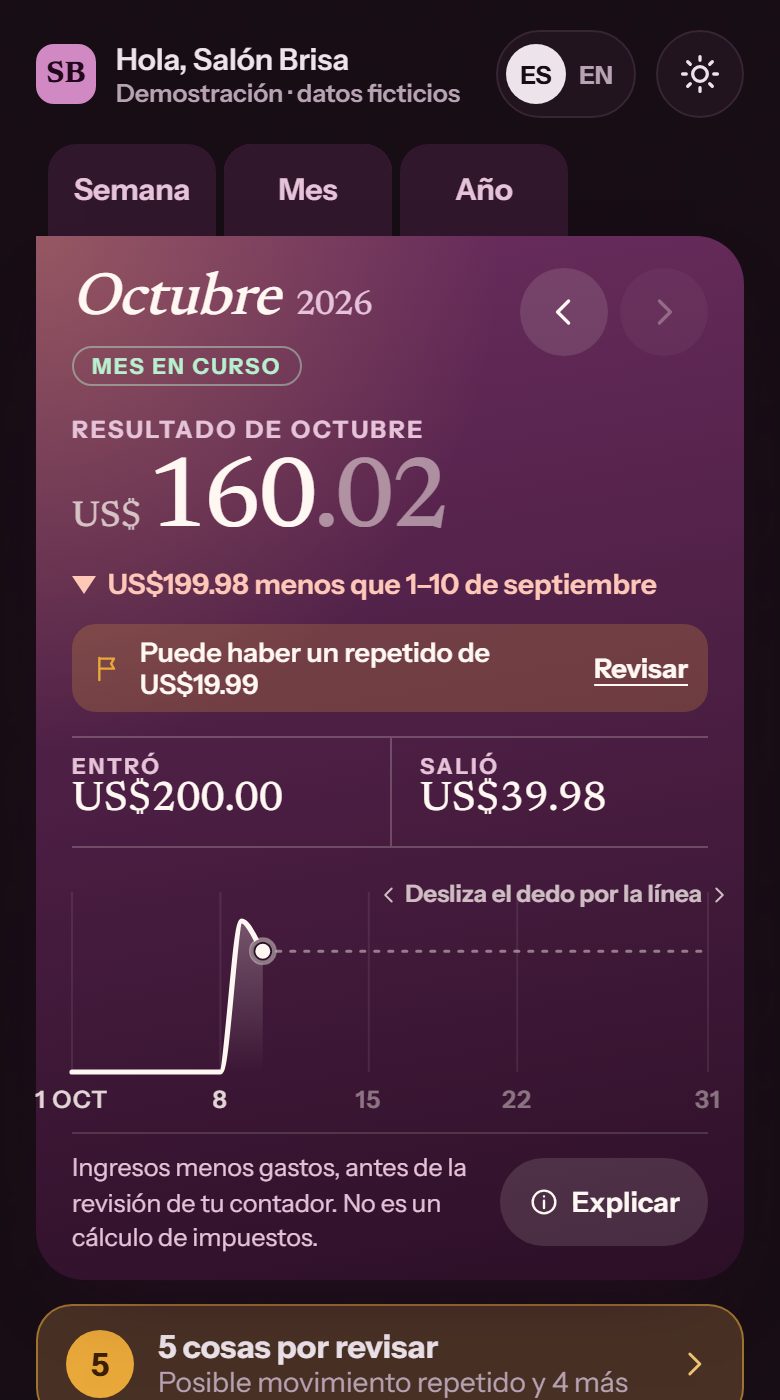 SB
Hola, Salón Brisa
Demostración · datos ficticios
ES EN
Semana Mes Año
Octubre 2026
MES EN CURSO
RESULTADO DE OCTUBRE
US$ 160.02
US$199.98 menos que 1–10 de septiembre
Puede haber un repetido de
US$19.99
Revisar
ENTRÓ
US$200.00
SALIÓ
US$39.98
Desliza el dedo por la línea
1 OCT 8 15 22 31
Ingresos menos gastos, antes de la
revisión de tu contador. No es un
cálculo de impuestos.
Explicar
5
5 cosas por revisar
Posible movimiento repetido y 4 más